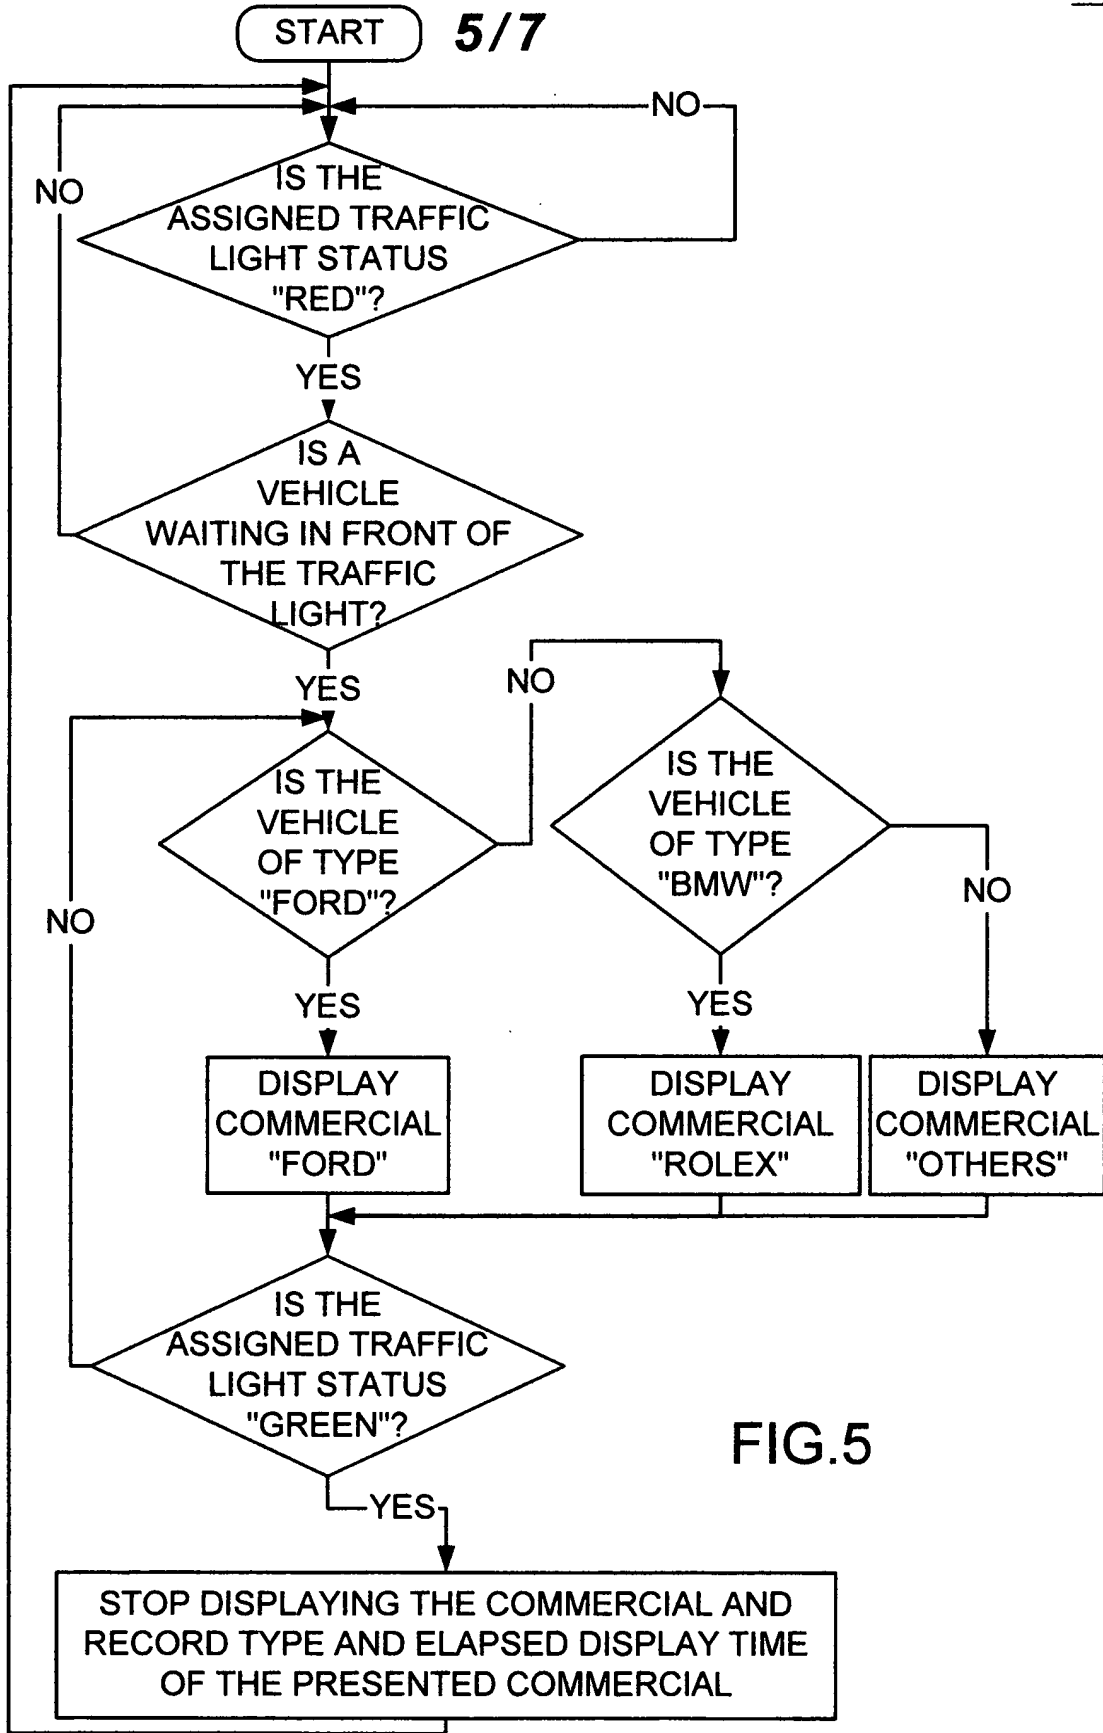 START
5/7
NO
NO
IS THE
ASSIGNED TRAFFIC
LIGHT STATUS
"RED"?
YES
IS A
VEHICLE
WAITING IN FRONT OF
THE TRAFFIC
LIGHT?
YES
NO
IS THE
VEHICLE
OF TYPE
"FORD"?
IS THE
VEHICLE
OF TYPE
"BMW"?
NO
NO
YES
YES
DISPLAY
COMMERCIAL
"FORD"
DISPLAY
COMMERCIAL
"ROLEX"
DISPLAY
COMMERCIAL
"OTHERS"
IS THE
ASSIGNED TRAFFIC
LIGHT STATUS
"GREEN"?
FIG.5
YES
STOP DISPLAYING THE COMMERCIAL AND
RECORD TYPE AND ELAPSED DISPLAY TIME
OF THE PRESENTED COMMERCIAL